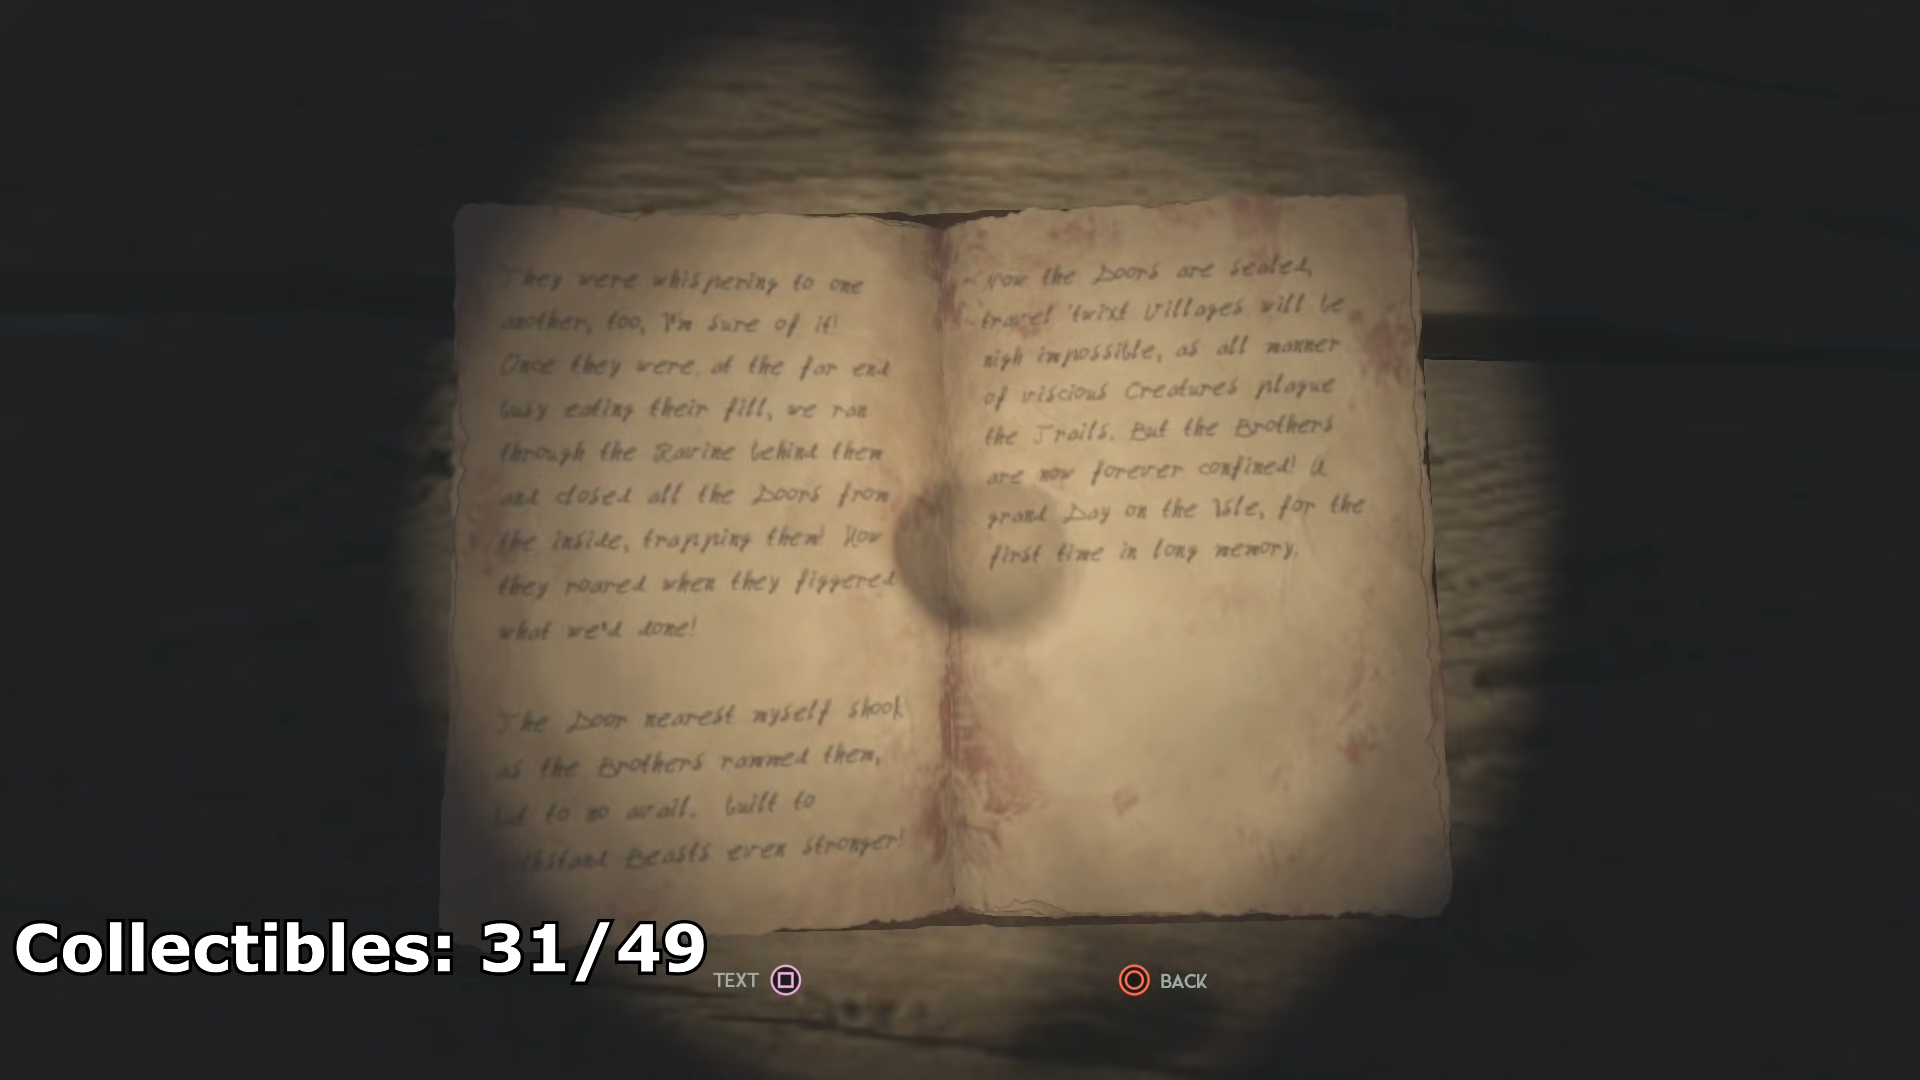 They were whispering to one
another, too, I'm sure of it!
Once they were at the far end
busy eating their fill, we ran
through the Ravine behind them
and closed all the Doors from
the inside, trapping them! How
they roared when they figgered
what we'd done!
The Door nearest myself shook
as the Brothers rammed them,
but to no avail. built to
withstand Beasts even stronger!
Now the Doors are sealed,
travel 'twixt Villages will be
nigh impossible, as all manner
of viscious Creatures plague
the Trails. But the Brothers
are now forever confined! A
grand Day on the Isle, for the
first time in long memory.
Collectibles: 31/49
TEXT
BACK